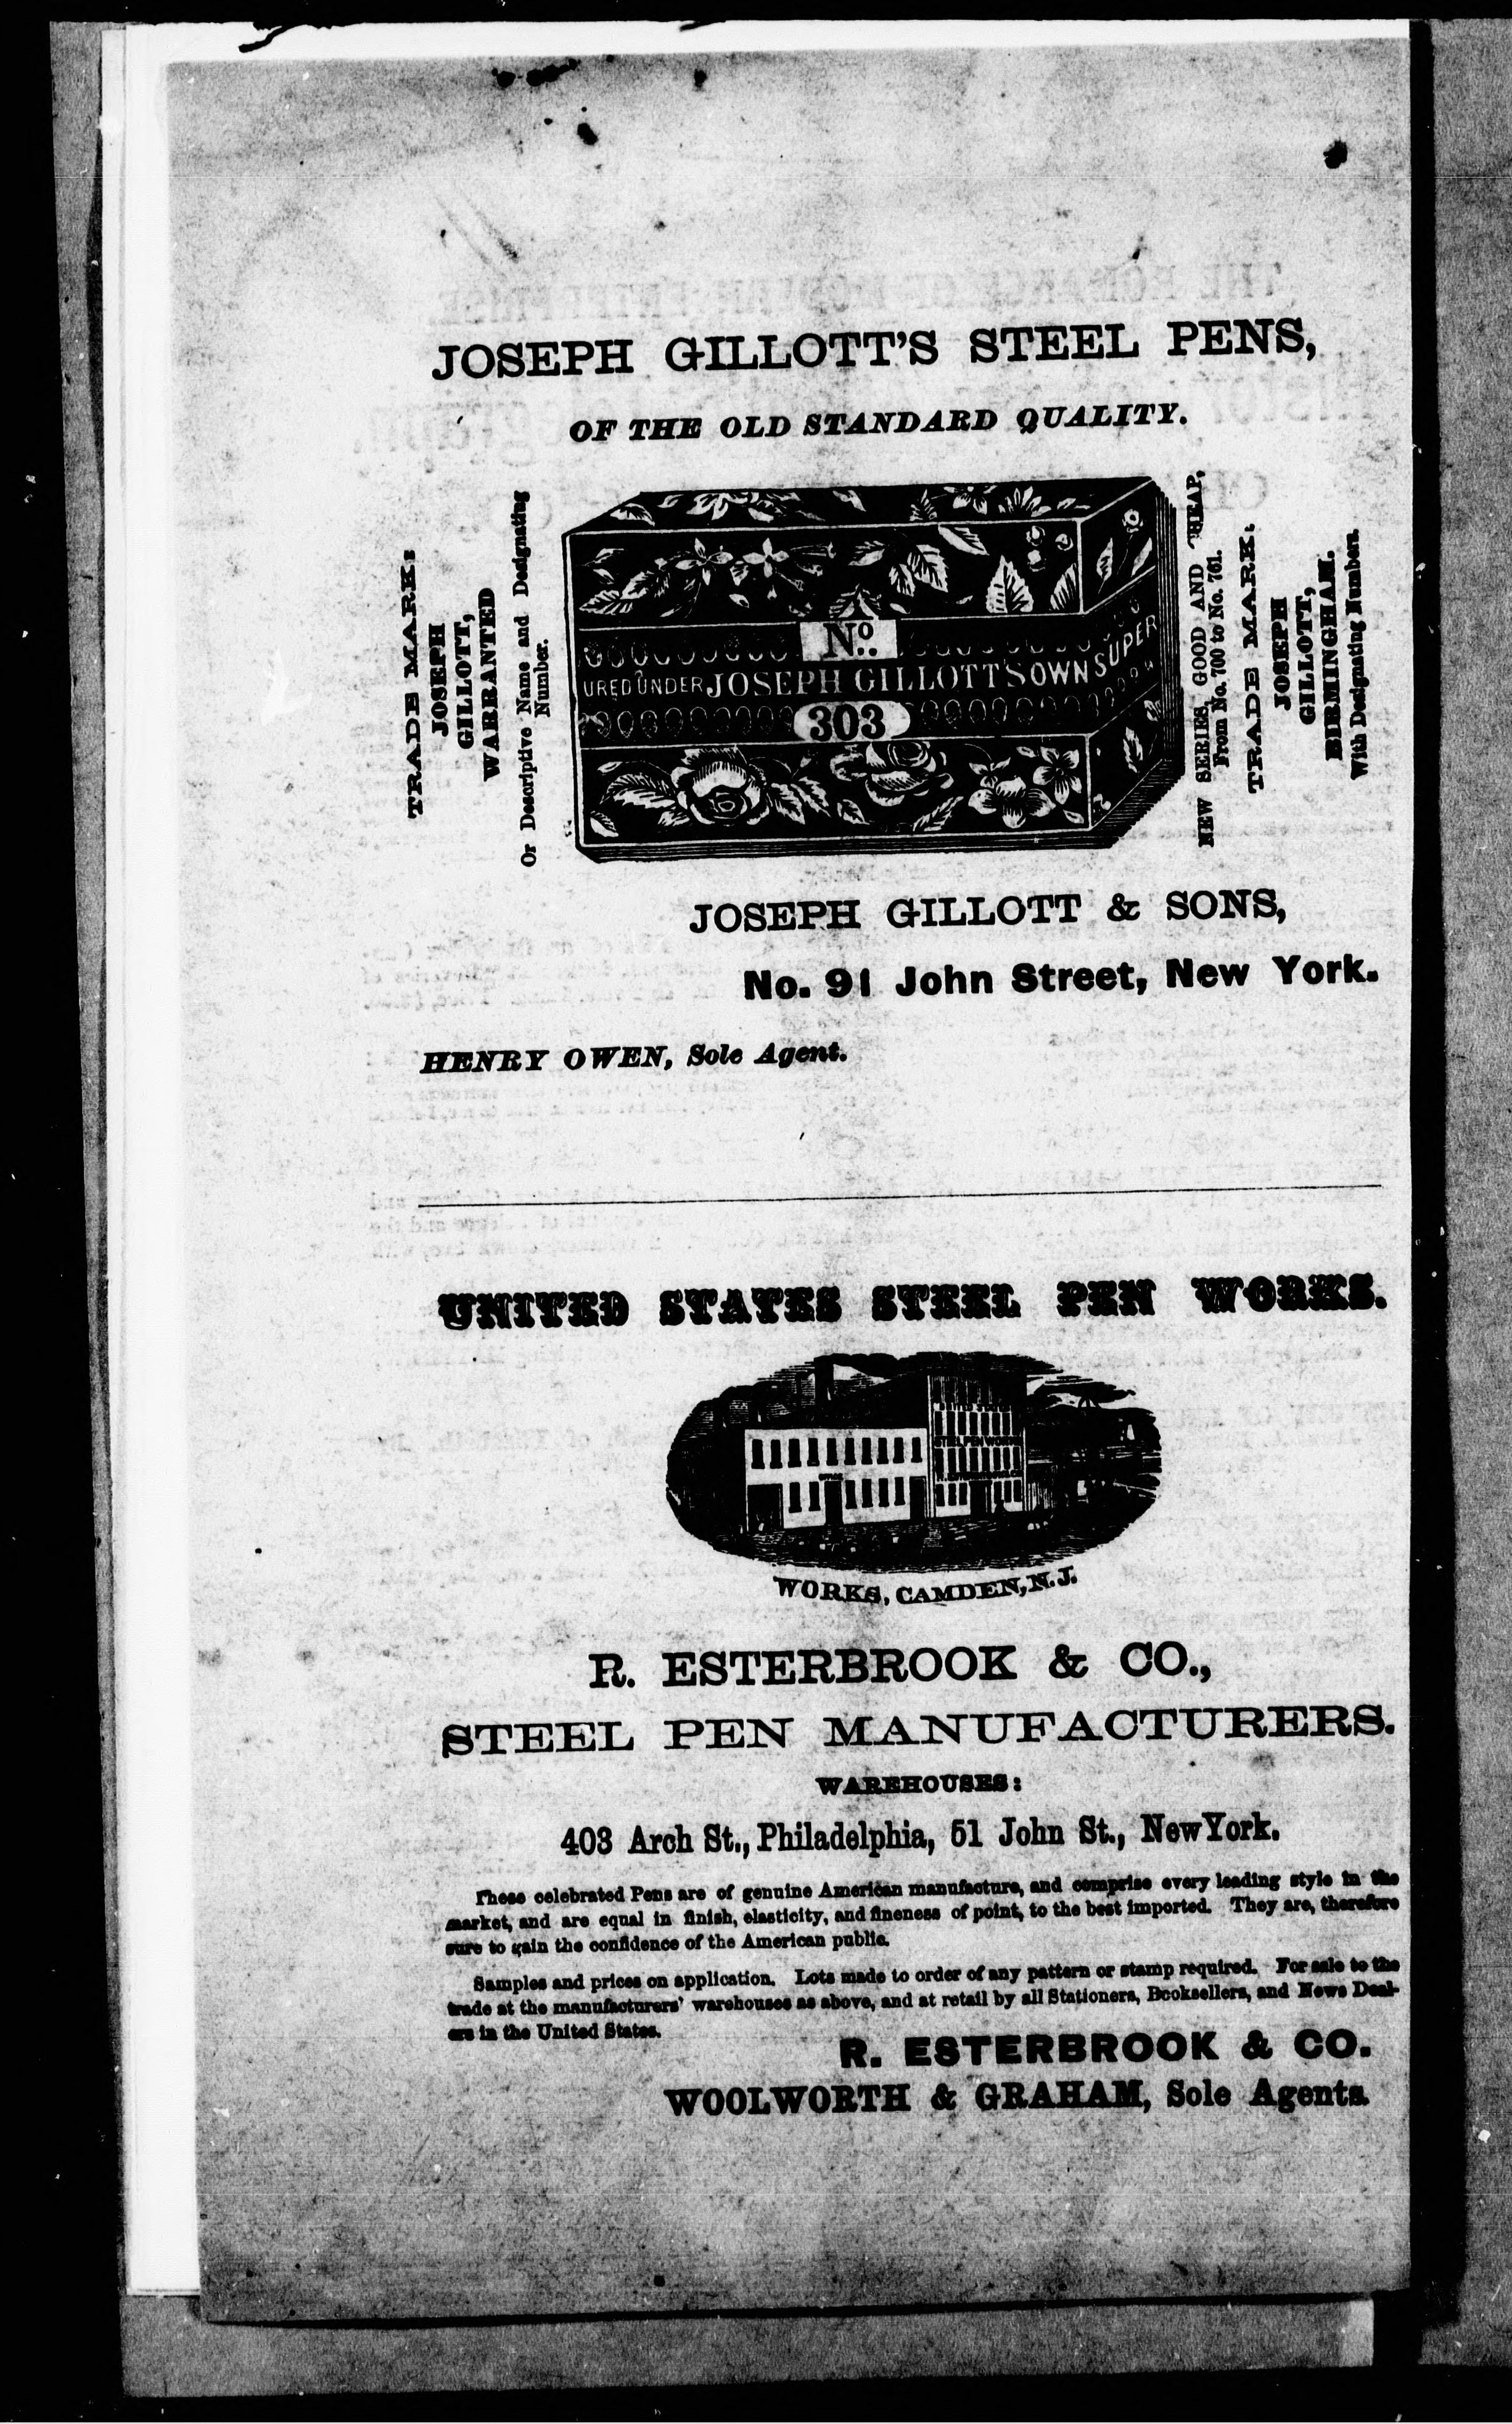 JOSEPH GILLOTT'S STEEL PENS,
OF THE OLD STANDARD QUALITY.
TRADE MARK:
JOSEPH
GILLOTT,
WARRANTED
Or Descriptive Name and Designating
Number.
No.
URED UNDER JOSEPH GILLOTT'S OWN SUPER
303
NEW SERIES, GOOD AND CHEAP,
From No. 700 to No. 761.
TRADE MARK:
JOSEPH
GILLOTT,
BIRMINGHAM.
With Designating Numbers.
JOSEPH GILLOTT & SONS,
No. 91 John Street, New York.
HENRY OWEN, Sole Agent.
UNITED STATES STEEL PEN WORKS.
UNITED STATES
STEEL PEN WORKS
WORKS, CAMDEN, N. J.
R. ESTERBROOK & CO.,
STEEL PEN MANUFACTURERS.
WAREHOUSES:
403 Arch St., Philadelphia, 51 John St., New York.
These celebrated Pens are of genuine American manufacture, and comprise every leading style in the
market, and are equal in finish, elasticity, and fineness of point, to the best imported. They are, therefore
sure to gain the confidence of the American public.
Samples and prices on application. Lots made to order of any pattern or stamp required. For sale to the
trade at the manufacturers' warehouses as above, and at retail by all Stationers, Booksellers, and News Deal-
ers in the United States.
R. ESTERBROOK & CO.
WOOLWORTH & GRAHAM, Sole Agents.